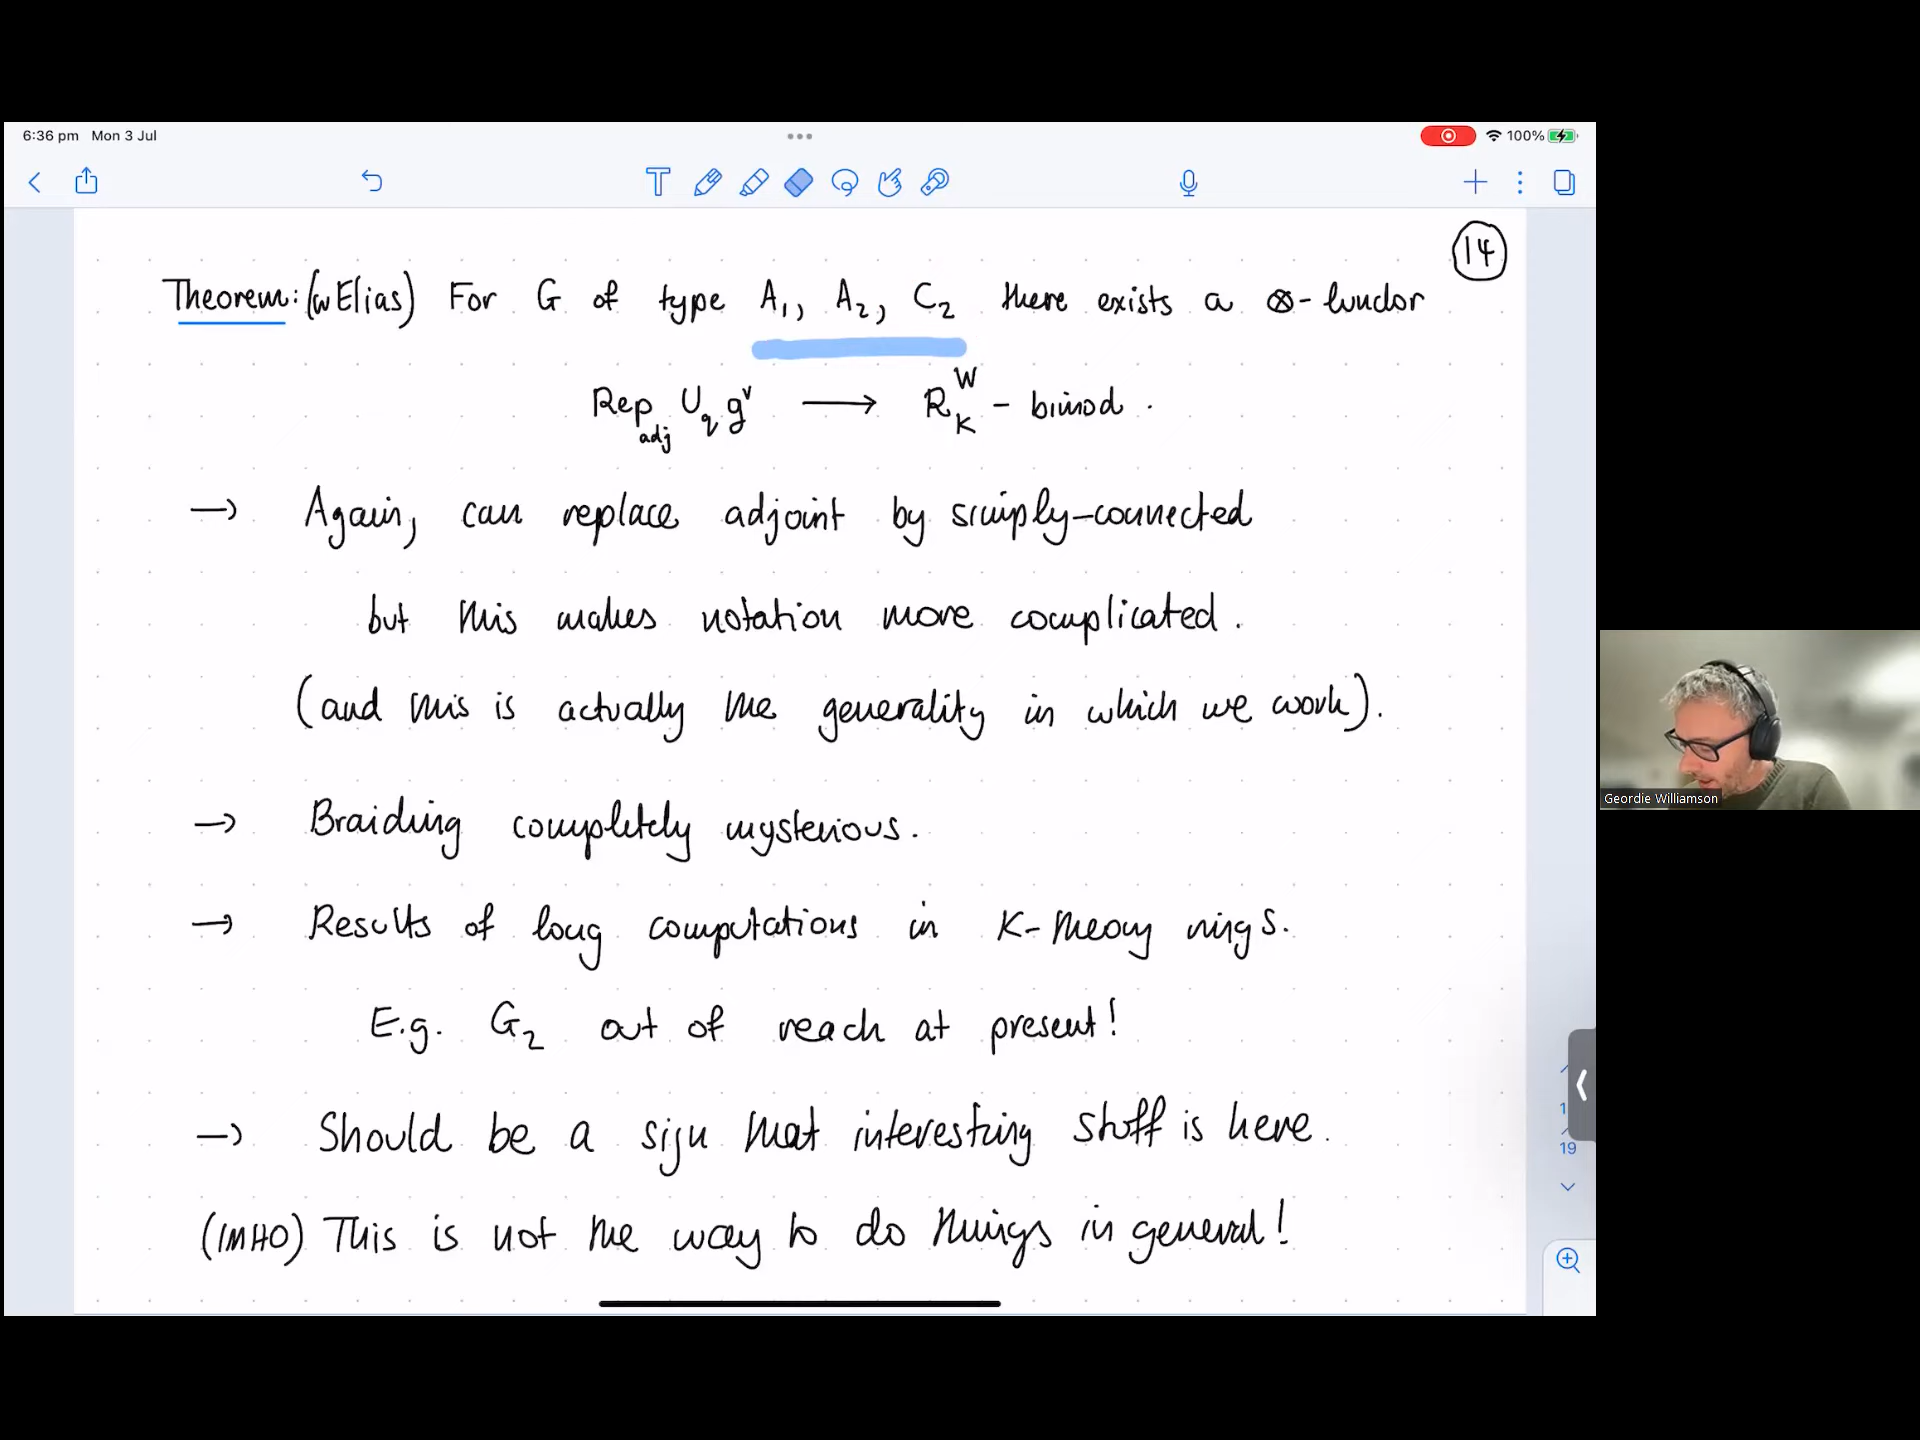 6:36 pm Mon 3 Jul
100%
14
Theorem: (w Elias) For G of type A₁, A₂, C₂ there exists a ⊗-functor
Rep_adj U_q g^∨ ⟶ R_K^W - bimod .
→ Again, can replace adjoint by simply-connected
but this makes notation more complicated.
(and this is actually the generality in which we work).
→ Braiding completely mysterious.
→ Results of long computations in K-theory rings.
E.g. G₂ out of reach at present!
→ Should be a sign that interesting stuff is here.
(IMHO) This is not the way to do things in general!
19
Geordie Williamson